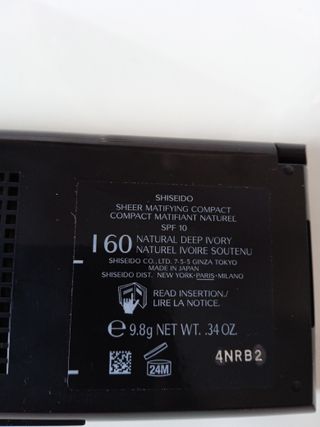 SHISEIDO
SHEER MATIFYING COMPACT
COMPACT MATIFIANT NATUREL
SPF 10
I 60 NATURAL DEEP IVORY
NATUREL IVOIRE SOUTENU
SHISEIDO CO., LTD. 7-5-5 GINZA TOKYO
MADE IN JAPAN
SHISEIDO DIST. NEW YORK·PARIS·MILANO
READ INSERTION./
LIRE LA NOTICE.
e 9.8g NET WT. .34 OZ.
24M
4NRB2